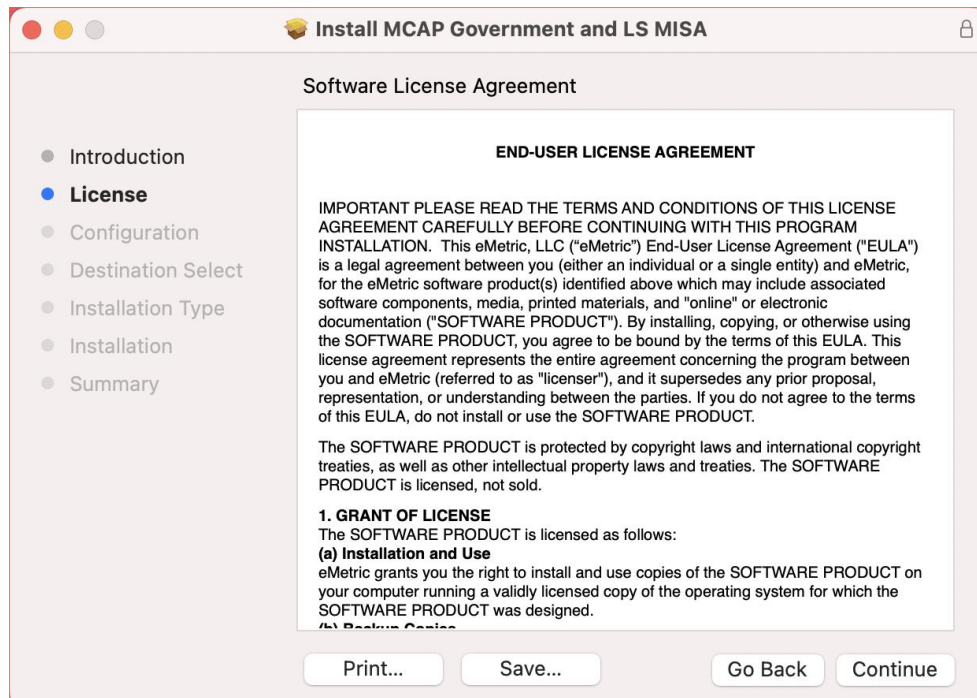 Install MCAP Government and LS MISA
Software License Agreement
Introduction
License
Configuration
Destination Select
Installation Type
Installation
Summary
END-USER LICENSE AGREEMENT
IMPORTANT PLEASE READ THE TERMS AND CONDITIONS OF THIS LICENSE
AGREEMENT CAREFULLY BEFORE CONTINUING WITH THIS PROGRAM
INSTALLATION.  This eMetric, LLC (“eMetric”) End-User License Agreement ("EULA")
is a legal agreement between you (either an individual or a single entity) and eMetric,
for the eMetric software product(s) identified above which may include associated
software components, media, printed materials, and "online" or electronic
documentation ("SOFTWARE PRODUCT"). By installing, copying, or otherwise using
the SOFTWARE PRODUCT, you agree to be bound by the terms of this EULA. This
license agreement represents the entire agreement concerning the program between
you and eMetric (referred to as "licenser"), and it supersedes any prior proposal,
representation, or understanding between the parties. If you do not agree to the terms
of this EULA, do not install or use the SOFTWARE PRODUCT.
The SOFTWARE PRODUCT is protected by copyright laws and international copyright
treaties, as well as other intellectual property laws and treaties. The SOFTWARE
PRODUCT is licensed, not sold.
1. GRANT OF LICENSE
The SOFTWARE PRODUCT is licensed as follows:
(a) Installation and Use
eMetric grants you the right to install and use copies of the SOFTWARE PRODUCT on
your computer running a validly licensed copy of the operating system for which the
SOFTWARE PRODUCT was designed.
(b) Backup Copies
Print...
Save...
Go Back
Continue